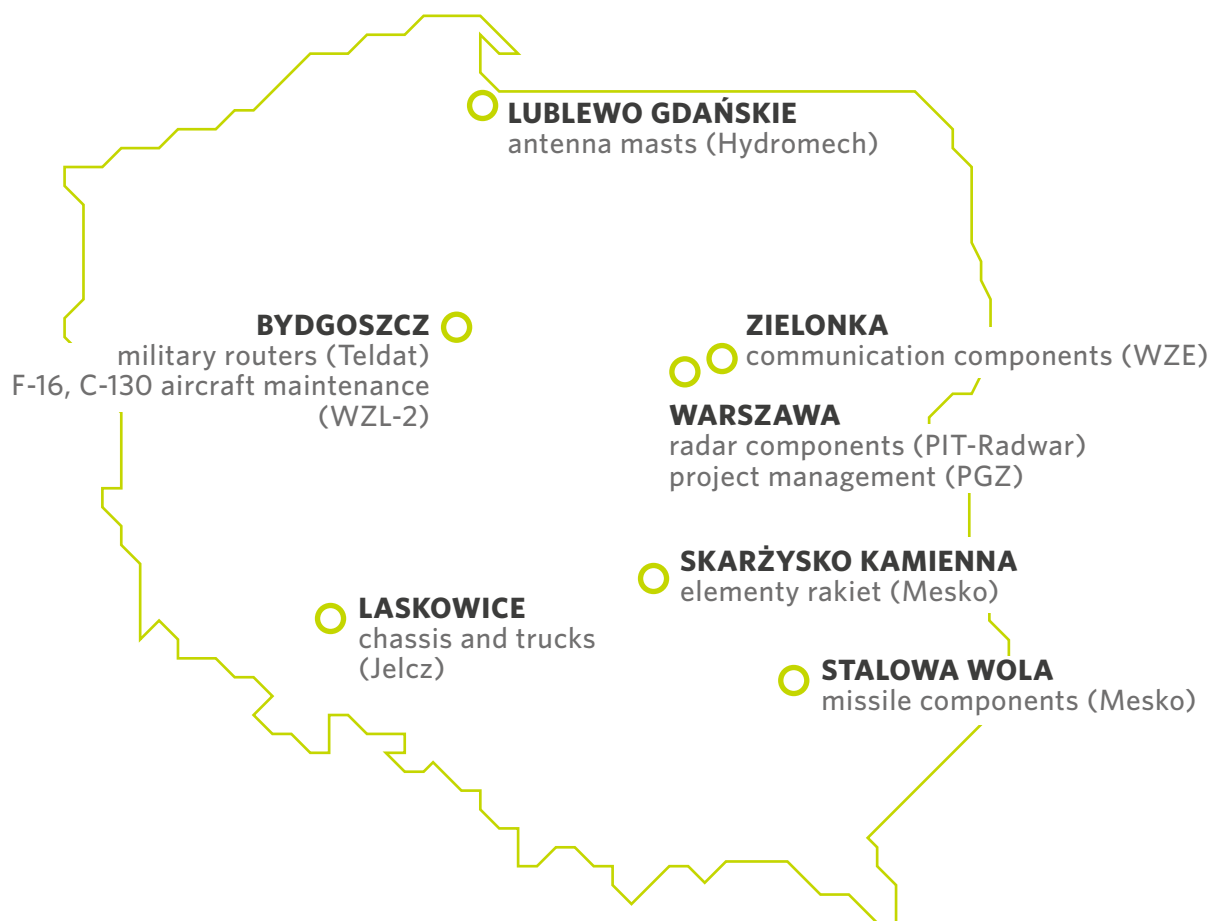 LUBLEWO GDAŃSKIE
antenna masts (Hydromech)
BYDGOSZCZ
military routers (Teldat)
F-16, C-130 aircraft maintenance
(WZL-2)
ZIELONKA
communication components (WZE)
WARSZAWA
radar components (PIT-Radwar)
project management (PGZ)
SKARŻYSKO KAMIENNA
elementy rakiet (Mesko)
LASKOWICE
chassis and trucks
(Jelcz)
STALOWA WOLA
missile components (Mesko)